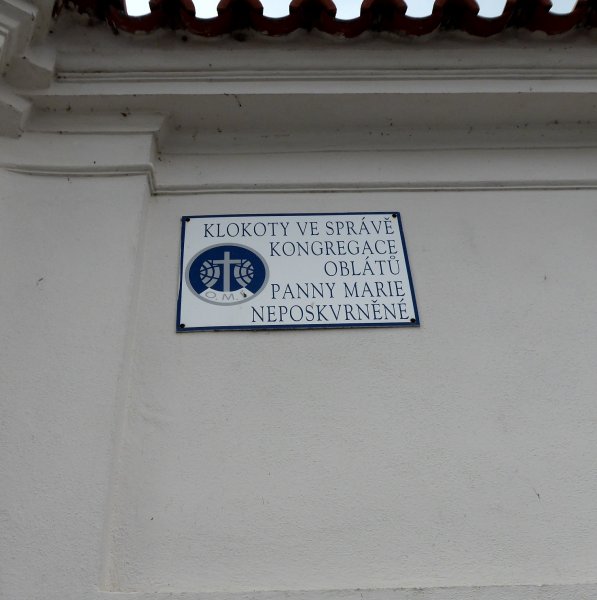 KLOKOTY VE SPRÁVĚ
KONGREGACE
OBLÁTŮ
PANNY MARIE
NEPOSKVRNĚNÉ
O.M.I.